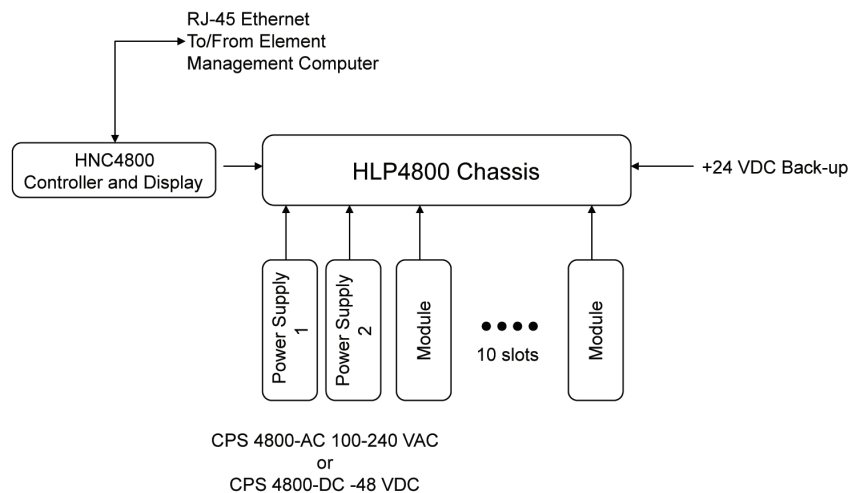 RJ-45 Ethernet
To/From Element
Management Computer
HNC4800
Controller and Display
HLP4800 Chassis
+24 VDC Back-up
Power Supply
1
Power Supply
2
Module
10 slots
Module
CPS 4800-AC 100-240 VAC
or
CPS 4800-DC -48 VDC